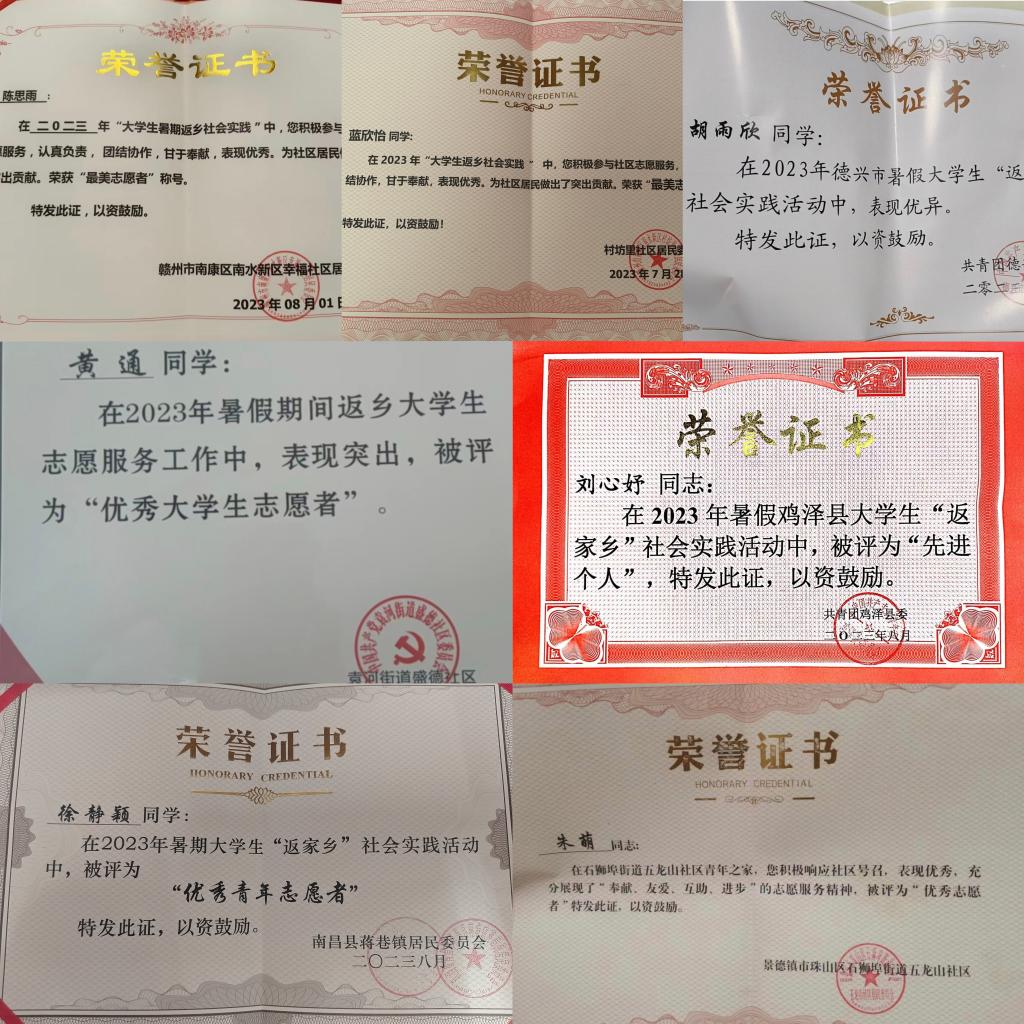 荣誉证书
陈思雨:
在二0二三年“大学生暑期返乡社会实践”中,您积极参与
服务,认真负责,团结协作,甘于奉献,表现优秀。为社区居民
出贡献。荣获“最美志愿者”称号。
特发此证,以资鼓励。
赣州市南康区南水新区幸福社区居
2023年08月01日
荣誉证书
HONORARY CREDENTIAL
蓝欣怡同学:
在2023年“大学生返乡社会实践”中,您积极参与社区志愿服务,
结协作,甘于奉献,表现优秀。为社区居民做出了突出贡献。荣获“最美志
特发此证,以资鼓励!
村坊里社区居民委
2023年7月28
荣誉证书
胡雨欣同学:
在2023年德兴市暑假大学生“返
社会实践活动中,表现优异。
特发此证,以资鼓励。
共青团德
二零二三
黄通同学:
在2023年暑假期间返乡大学生
志愿服务工作中,表现突出,被评
为“优秀大学生志愿者”。
中国共产党袁河街道盛德社区委员会
袁河街道盛德社区
荣誉证书
刘心妤同志:
在2023年暑假鸡泽县大学生“返
家乡”社会实践活动中,被评为“先进
个人”,特发此证,以资鼓励。
共青团鸡泽县委
二〇二三年八月
荣誉证书
HONORARY CREDENTIAL
徐静颖同学:
在2023年暑期大学生“返家乡”社会实践活动
中,被评为
“优秀青年志愿者”
特发此证,以资鼓励。
南昌县蒋巷镇居民委员会
二〇二三八月
荣誉证书
HONORARY CREDENTIAL
朱萌同志:
在石狮埠街道五龙山社区青年之家,您积极响应社区号召,表现优秀,充
分展现了“奉献、友爱、互助、进步”的志愿服务精神,被评为“优秀志愿
者”特发此证,以资鼓励。
景德镇市珠山区石狮埠街道五龙山社区